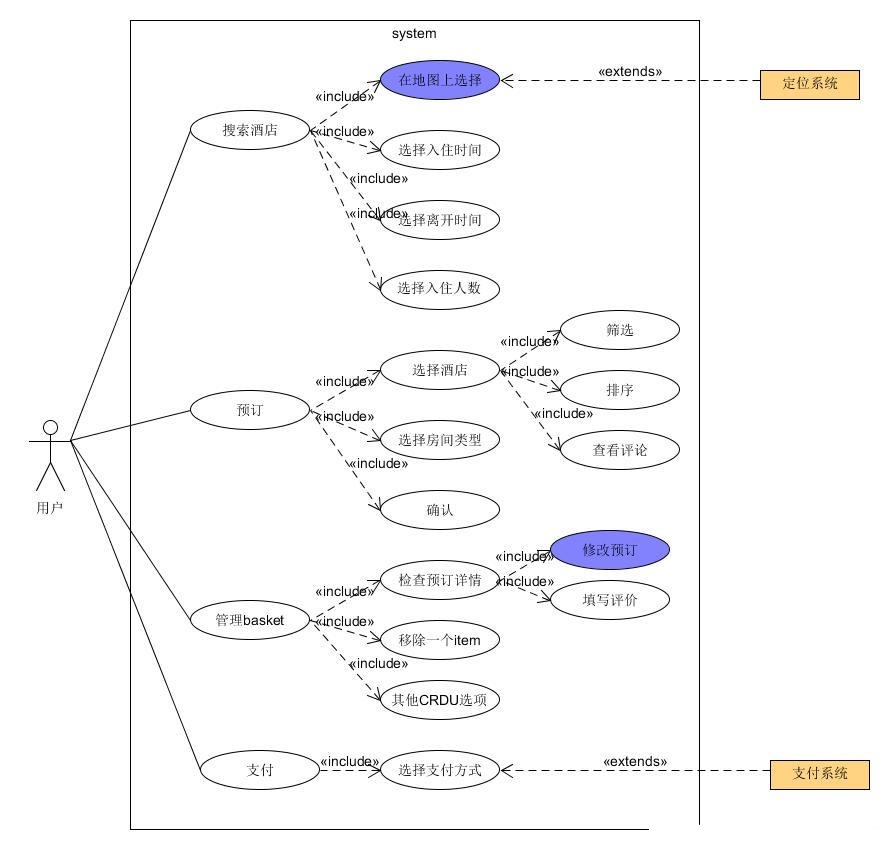 system
在地图上选择
«extends»
定位系统
«include»
搜索酒店
«include»
选择入住时间
«include»
«include»
选择离开时间
选择入住人数
筛选
«include»
选择酒店
«include»
«include»
排序
预订
«include»
«include»
选择房间类型
查看评论
«include»
确认
用户
修改预订
«include»
检查预订详情
«include»
«include»
填写评价
管理basket
«include»
移除一个item
«include»
其他CRDU选项
支付
«include»
选择支付方式
«extends»
支付系统